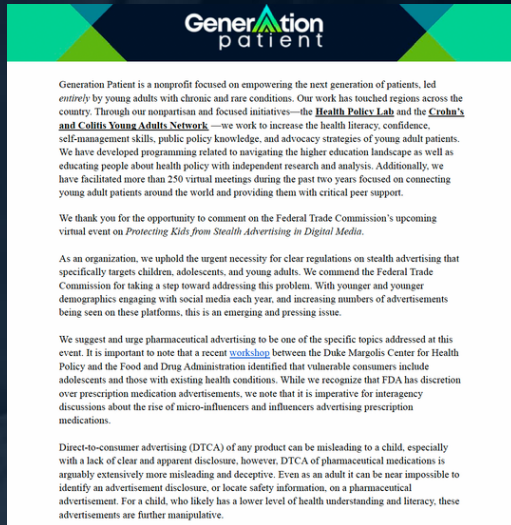 GenerAtion
patient
Generation Patient is a nonprofit focused on empowering the next generation of patients, led
entirely by young adults with chronic and rare conditions. Our work has touched regions across the
country. Through our nonpartisan and focused initiatives—the Health Policy Lab and the Crohn's
and Colitis Young Adults Network —we work to increase the health literacy, confidence,
self-management skills, public policy knowledge, and advocacy strategies of young adult patients.
We have developed programming related to navigating the higher education landscape as well as
educating people about health policy with independent research and analysis. Additionally, we
have facilitated more than 250 virtual meetings during the past two years focused on connecting
young adult patients around the world and providing them with critical peer support.
We thank you for the opportunity to comment on the Federal Trade Commission's upcoming
virtual event on Protecting Kids from Stealth Advertising in Digital Media.
As an organization, we uphold the urgent necessity for clear regulations on stealth advertising that
specifically targets children, adolescents, and young adults. We commend the Federal Trade
Commission for taking a step toward addressing this problem. With younger and younger
demographics engaging with social media each year, and increasing numbers of advertisements
being seen on these platforms, this is an emerging and pressing issue.
We suggest and urge pharmaceutical advertising to be one of the specific topics addressed at this
event. It is important to note that a recent workshop between the Duke Margolis Center for Health
Policy and the Food and Drug Administration identified that vulnerable consumers include
adolescents and those with existing health conditions. While we recognize that FDA has discretion
over prescription medication advertisements, we note that it is imperative for interagency
discussions about the rise of micro-influencers and influencers advertising prescription
medications.
Direct-to-consumer advertising (DTCA) of any product can be misleading to a child, especially
with a lack of clear and apparent disclosure, however, DTCA of pharmaceutical medications is
arguably extensively more misleading and deceptive. Even as an adult it can be near impossible to
identify an advertisement disclosure, or locate safety information, on a pharmaceutical
advertisement. For a child, who likely has a lower level of health understanding and literacy, these
advertisements are further manipulative.